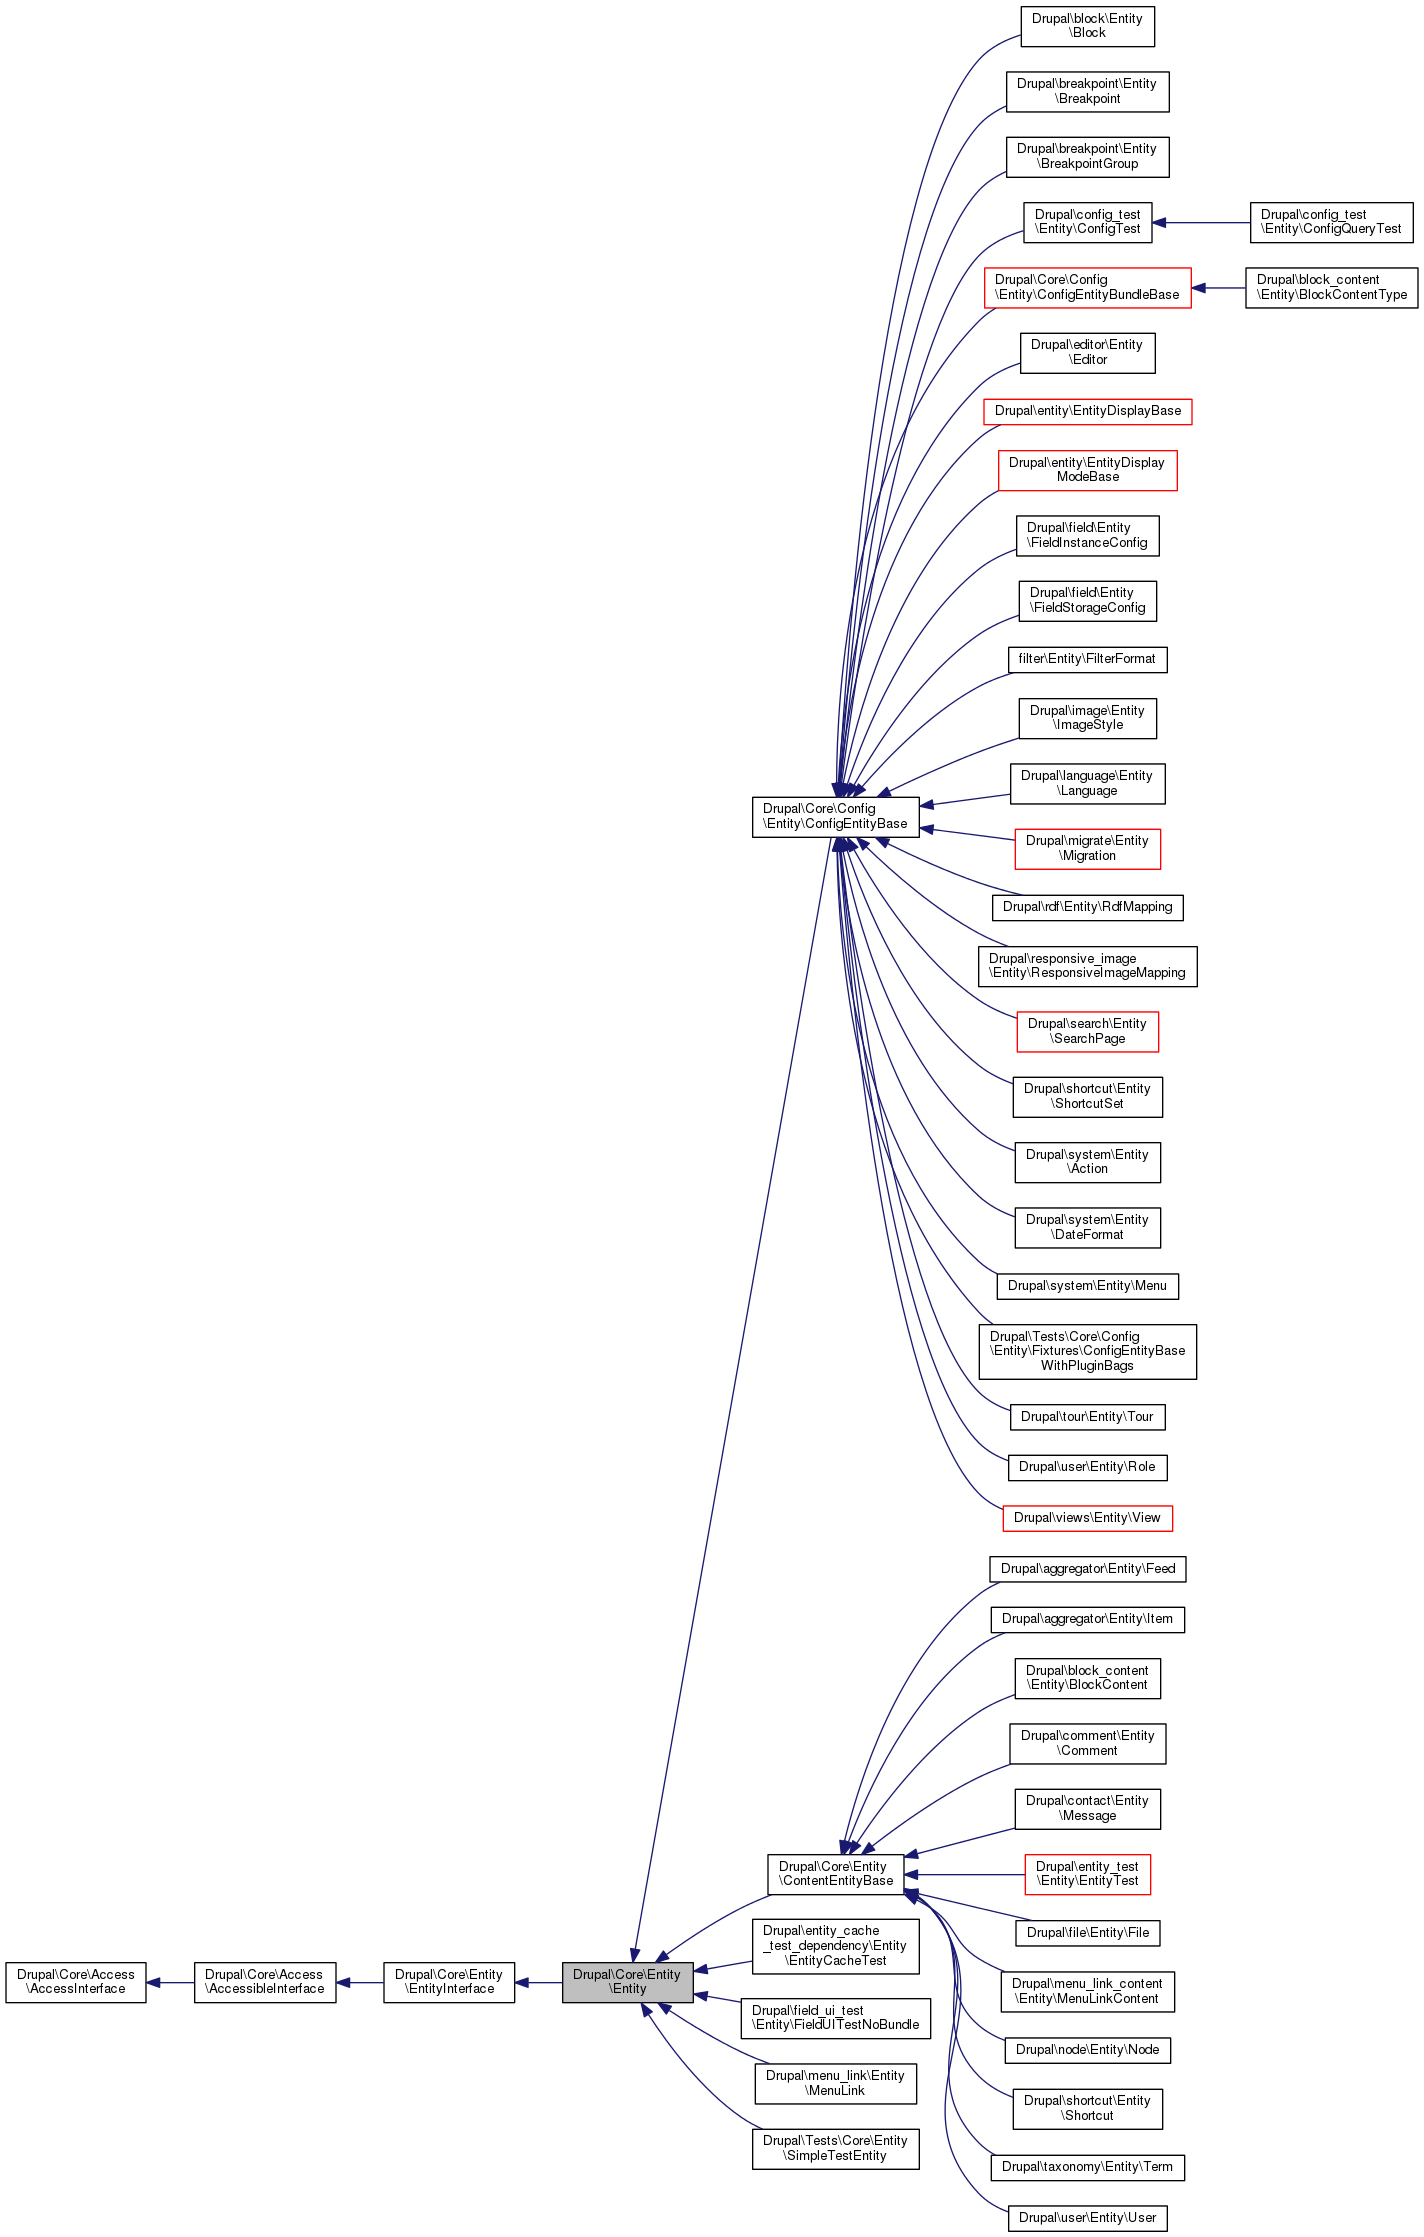 Drupal\block\Entity
\Block
Drupal\breakpoint\Entity
\Breakpoint
Drupal\breakpoint\Entity
\BreakpointGroup
Drupal\config_test
\Entity\ConfigTest
Drupal\config_test
\Entity\ConfigQueryTest
Drupal\Core\Config
\Entity\ConfigEntityBundleBase
Drupal\block_content
\Entity\BlockContentType
Drupal\editor\Entity
\Editor
Drupal\entity\EntityDisplayBase
Drupal\entity\EntityDisplay
ModeBase
Drupal\field\Entity
\FieldInstanceConfig
Drupal\field\Entity
\FieldStorageConfig
filter\Entity\FilterFormat
Drupal\image\Entity
\ImageStyle
Drupal\language\Entity
\Language
Drupal\Core\Config
\Entity\ConfigEntityBase
Drupal\migrate\Entity
\Migration
Drupal\rdf\Entity\RdfMapping
Drupal\responsive_image
\Entity\ResponsiveImageMapping
Drupal\search\Entity
\SearchPage
Drupal\shortcut\Entity
\ShortcutSet
Drupal\system\Entity
\Action
Drupal\system\Entity
\DateFormat
Drupal\system\Entity\Menu
Drupal\Tests\Core\Config
\Entity\Fixtures\ConfigEntityBase
WithPluginBags
Drupal\tour\Entity\Tour
Drupal\user\Entity\Role
Drupal\views\Entity\View
Drupal\aggregator\Entity\Feed
Drupal\aggregator\Entity\Item
Drupal\block_content
\Entity\BlockContent
Drupal\comment\Entity
\Comment
Drupal\contact\Entity
\Message
Drupal\Core\Entity
\ContentEntityBase
Drupal\entity_test
\Entity\EntityTest
Drupal\file\Entity\File
Drupal\entity_cache
_test_dependency\Entity
\EntityCacheTest
Drupal\Core\Access
\AccessInterface
Drupal\Core\Access
\AccessibleInterface
Drupal\Core\Entity
\EntityInterface
Drupal\Core\Entity
\Entity
Drupal\menu_link_content
\Entity\MenuLinkContent
Drupal\field_ui_test
\Entity\FieldUITestNoBundle
Drupal\node\Entity\Node
Drupal\menu_link\Entity
\MenuLink
Drupal\shortcut\Entity
\Shortcut
Drupal\Tests\Core\Entity
\SimpleTestEntity
Drupal\taxonomy\Entity\Term
Drupal\user\Entity\User